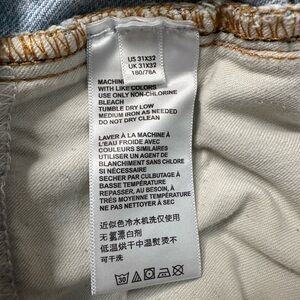 US 31X32
UK 31X32
180/78A
MACHIN
WITH LIKE COLORS
USE ONLY NON-CHLORINE
BLEACH
TUMBLE DRY LOW
MEDIUM IRON AS NEEDED
DO NOT DRY CLEAN
LAVER À LA MACHINE À
L'EAU FROIDE AVEC
COULEURS SIMILAIRES
UTILISER UN AGENT DE
BLANCHIMENT SANS CHLORE
SI NÉCESSAIRE
SÉCHER PAR CULBUTAGE À
BASSE TEMPÉRATURE
REPASSER, AU BESOIN, À
TRÈS MOYENNE TEMPÉRATURE
NE PAS NETTOYER À SEC
近似色冷水机洗仅使用
无氯漂白剂
低温烘干中温熨烫不
可干洗
30